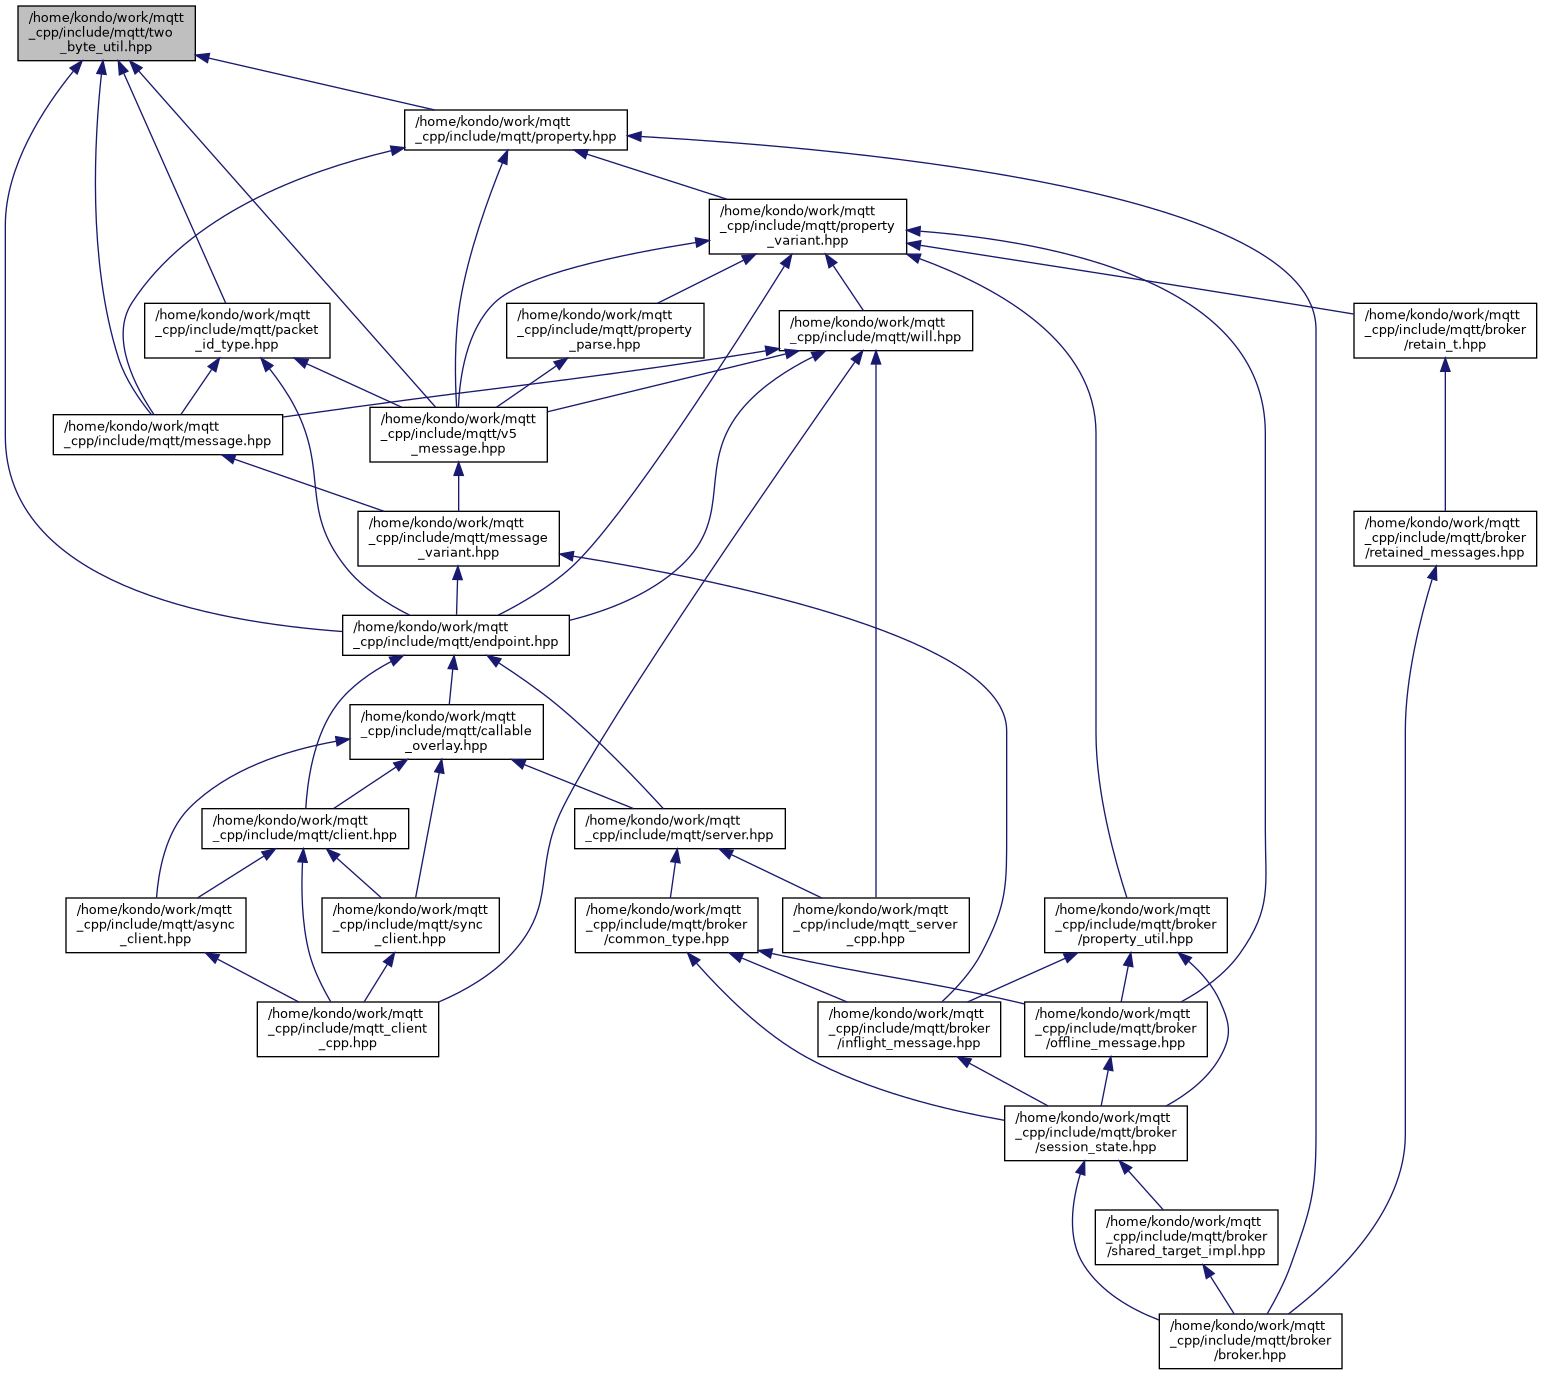 /home/kondo/work/mqtt
_cpp/include/mqtt/two
_byte_util.hpp
/home/kondo/work/mqtt
_cpp/include/mqtt/property.hpp
/home/kondo/work/mqtt
_cpp/include/mqtt/property
_variant.hpp
/home/kondo/work/mqtt
_cpp/include/mqtt/packet
_id_type.hpp
/home/kondo/work/mqtt
_cpp/include/mqtt/property
_parse.hpp
/home/kondo/work/mqtt
_cpp/include/mqtt/will.hpp
/home/kondo/work/mqtt
_cpp/include/mqtt/broker
/retain_t.hpp
/home/kondo/work/mqtt
_cpp/include/mqtt/message.hpp
/home/kondo/work/mqtt
_cpp/include/mqtt/v5
_message.hpp
/home/kondo/work/mqtt
_cpp/include/mqtt/message
_variant.hpp
/home/kondo/work/mqtt
_cpp/include/mqtt/broker
/retained_messages.hpp
/home/kondo/work/mqtt
_cpp/include/mqtt/endpoint.hpp
/home/kondo/work/mqtt
_cpp/include/mqtt/callable
_overlay.hpp
/home/kondo/work/mqtt
_cpp/include/mqtt/client.hpp
/home/kondo/work/mqtt
_cpp/include/mqtt/server.hpp
/home/kondo/work/mqtt
_cpp/include/mqtt/async
_client.hpp
/home/kondo/work/mqtt
_cpp/include/mqtt/sync
_client.hpp
/home/kondo/work/mqtt
_cpp/include/mqtt/broker
/common_type.hpp
/home/kondo/work/mqtt
_cpp/include/mqtt_server
_cpp.hpp
/home/kondo/work/mqtt
_cpp/include/mqtt/broker
/property_util.hpp
/home/kondo/work/mqtt
_cpp/include/mqtt_client
_cpp.hpp
/home/kondo/work/mqtt
_cpp/include/mqtt/broker
/inflight_message.hpp
/home/kondo/work/mqtt
_cpp/include/mqtt/broker
/offline_message.hpp
/home/kondo/work/mqtt
_cpp/include/mqtt/broker
/session_state.hpp
/home/kondo/work/mqtt
_cpp/include/mqtt/broker
/shared_target_impl.hpp
/home/kondo/work/mqtt
_cpp/include/mqtt/broker
/broker.hpp